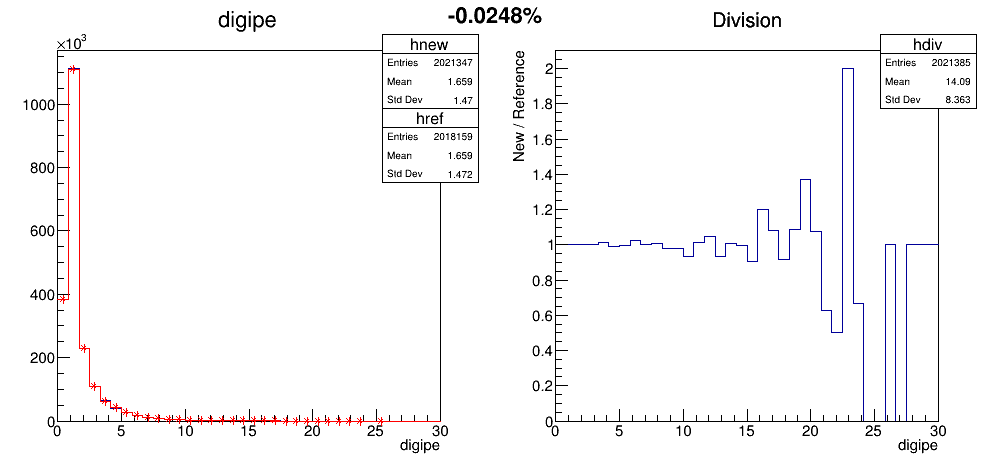 -0.0248%
digipe
×10³
hnew
Entries 2021347
Mean 1.659
Std Dev 1.47
href
Entries 2018159
Mean 1.659
Std Dev 1.472
1000
800
600
400
200
0
0 5 10 15 20 25 30
digipe
Division
hdiv
Entries 2021385
Mean 14.09
Std Dev 8.363
New / Reference
2
1.8
1.6
1.4
1.2
1
0.8
0.6
0.4
0.2
0
0 5 10 15 20 25 30
digipe